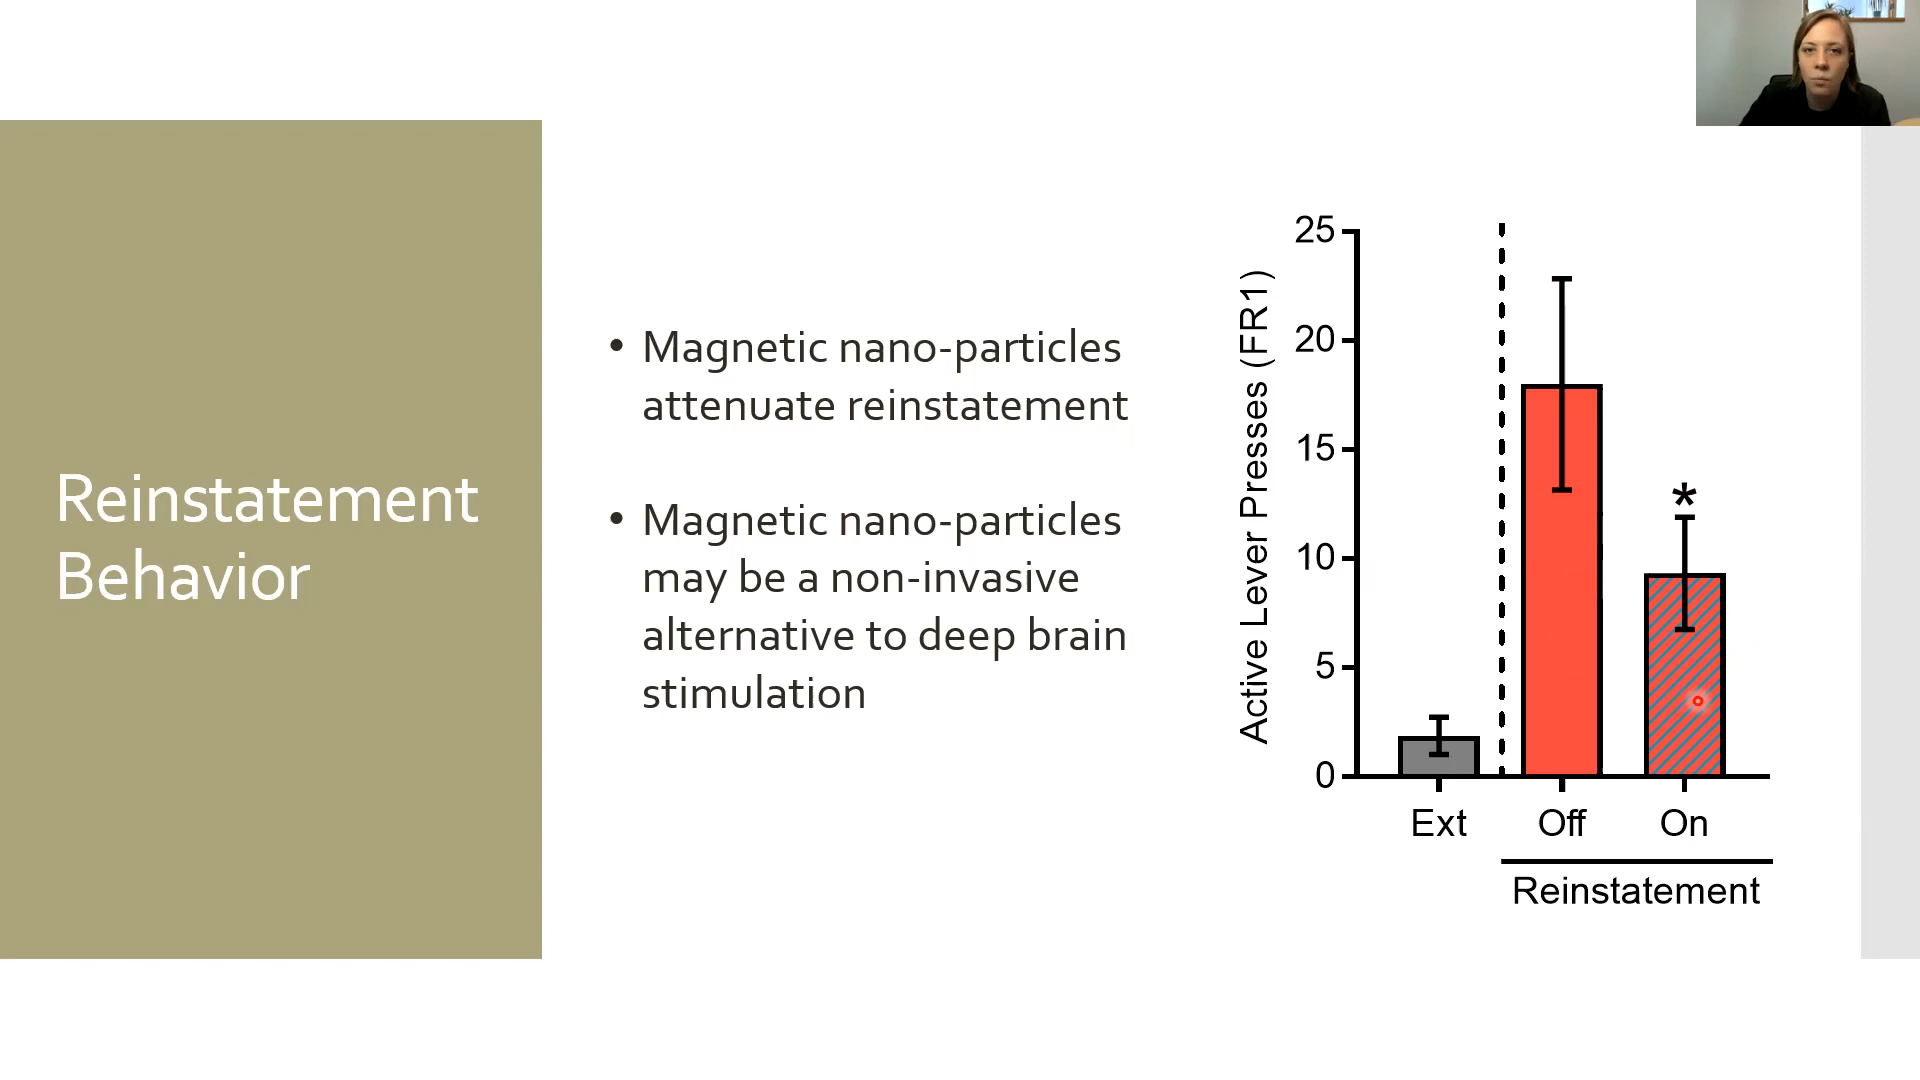 Reinstatement
Behavior
• Magnetic nano-particles
attenuate reinstatement
• Magnetic nano-particles
may be a non-invasive
alternative to deep brain
stimulation
Active Lever Presses (FR1)
25
20
15
10
5
0
*
Ext
Off
On
Reinstatement